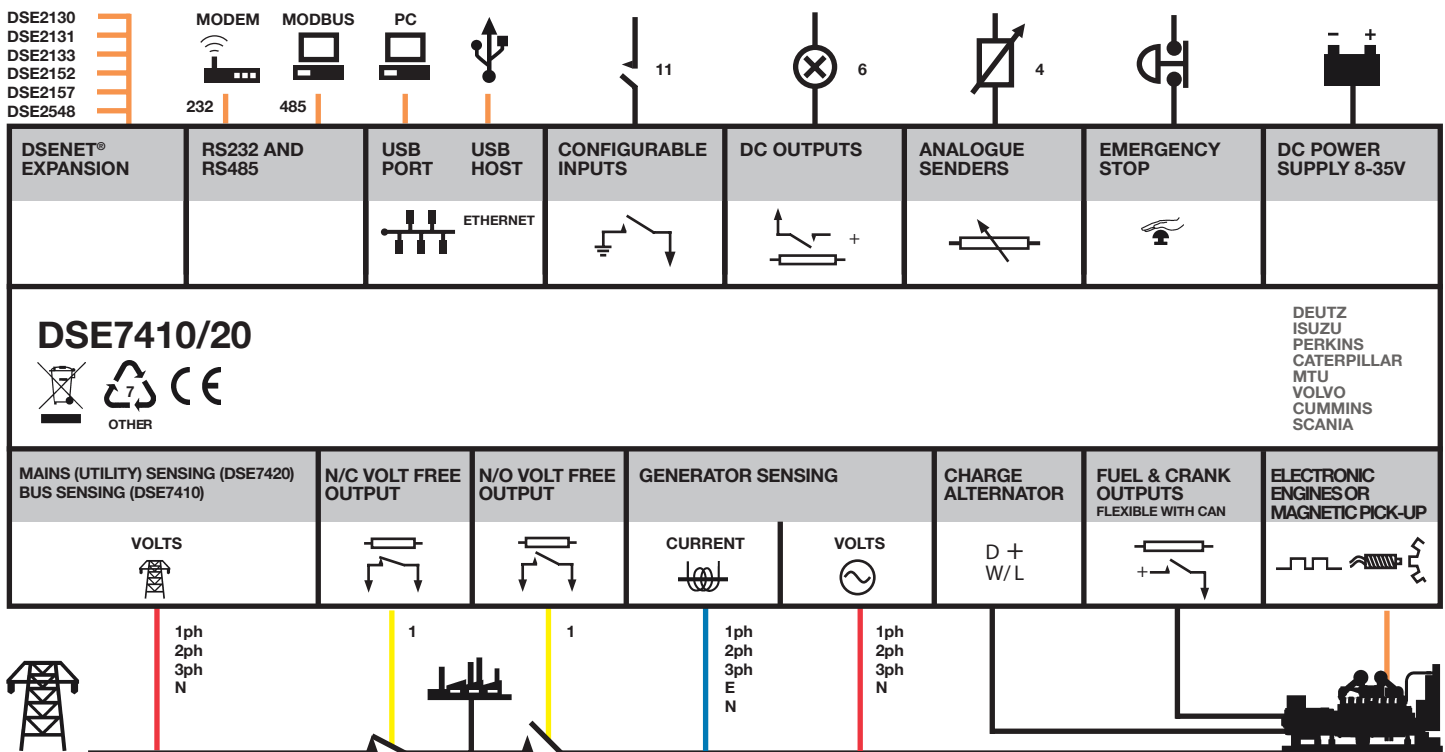 DSE2130
DSE2131
DSE2133
DSE2152
DSE2157
DSE2548
MODEM
MODBUS
PC
232
485
11
6
4
- +
DSENET®
EXPANSION
RS232 AND
RS485
USB
PORT
USB
HOST
CONFIGURABLE
INPUTS
DC OUTPUTS
ANALOGUE
SENDERS
EMERGENCY
STOP
DC POWER
SUPPLY 8-35V
ETHERNET
+
DSE7410/20
7
OTHER
CE
DEUTZ
ISUZU
PERKINS
CATERPILLAR
MTU
VOLVO
CUMMINS
SCANIA
MAINS (UTILITY) SENSING (DSE7420)
BUS SENSING (DSE7410)
N/C VOLT FREE
OUTPUT
N/O VOLT FREE
OUTPUT
GENERATOR SENSING
CHARGE
ALTERNATOR
FUEL & CRANK
OUTPUTS
FLEXIBLE WITH CAN
ELECTRONIC
ENGINES OR
MAGNETIC PICK-UP
VOLTS
CURRENT
VOLTS
D +
W/L
+
1ph
2ph
3ph
N
1
1
1ph
2ph
3ph
E
N
1ph
2ph
3ph
N